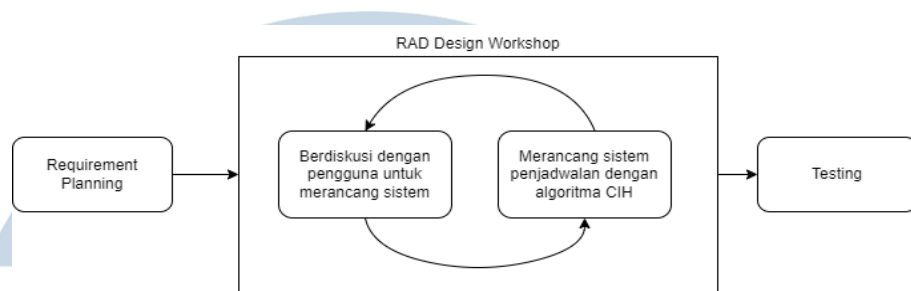 RAD Design Workshop
Requirement
Planning
Berdiskusi dengan
pengguna untuk
merancang sistem
Merancang sistem
penjadwalan dengan
algoritma CIH
Testing